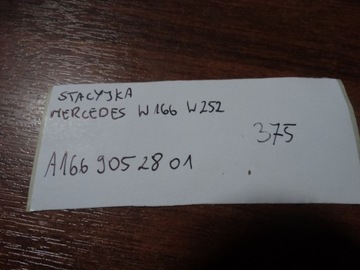 STACYJKA
MERCEDES W166 W252
375
A166 905 28 01